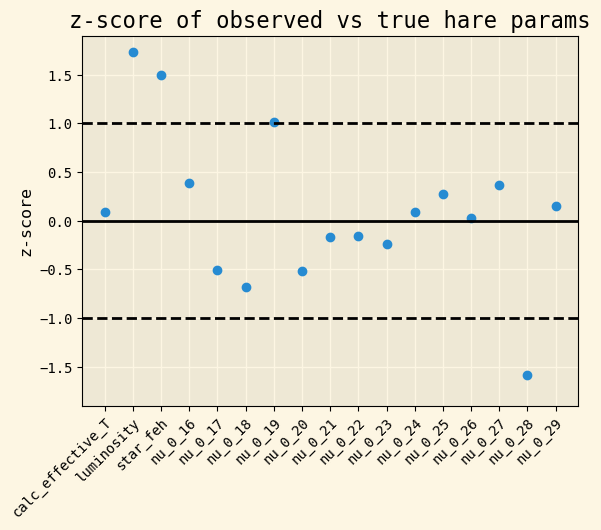 z-score of observed vs true hare params
z-score
1.5
1.0
0.5
0.0
−0.5
−1.0
−1.5
calc_effective_T
luminosity
star_feh
nu_0_16
nu_0_17
nu_0_18
nu_0_19
nu_0_20
nu_0_21
nu_0_22
nu_0_23
nu_0_24
nu_0_25
nu_0_26
nu_0_27
nu_0_28
nu_0_29